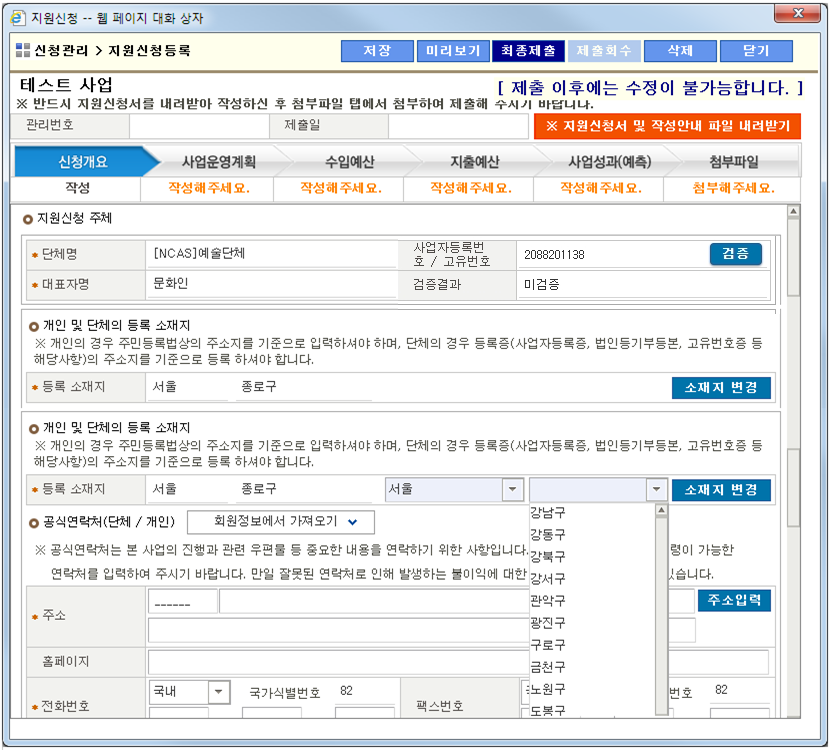 지원신청 -- 웹 페이지 대화 상자
신청관리 > 지원신청등록
저장 미리보기 최종제출 제출회수 삭제 닫기
테스트 사업
[ 제출 이후에는 수정이 불가능합니다. ]
※ 반드시 지원신청서를 내려받아 작성하신 후 첨부파일 탭에서 첨부하여 제출해 주시기 바랍니다.
관리번호 제출일 ※ 지원신청서 및 작성안내 파일 내려받기
신청개요 사업운영계획 수입예산 지출예산 사업성과(예측) 첨부파일
작성 작성해주세요. 작성해주세요. 작성해주세요. 작성해주세요. 첨부해주세요.
지원신청 주체
* 단체명 [NCAS]예술단체 사업자등록번
호 / 고유번호 2088201138 검증
* 대표자명 문화인 검증결과 미검증
개인 및 단체의 등록 소재지
※ 개인의 경우 주민등록법상의 주소지를 기준으로 입력하셔야 하며, 단체의 경우 등록증(사업자등록증, 법인등기부등본, 고유번호증 등
해당사항)의 주소지를 기준으로 등록 하셔야 합니다.
* 등록 소재지 서울 종로구 소재지 변경
개인 및 단체의 등록 소재지
※ 개인의 경우 주민등록법상의 주소지를 기준으로 입력하셔야 하며, 단체의 경우 등록증(사업자등록증, 법인등기부등본, 고유번호증 등
해당사항)의 주소지를 기준으로 등록 하셔야 합니다.
* 등록 소재지 서울 종로구 서울 소재지 변경
강남구
강동구
강북구
강서구
관악구
광진구
구로구
금천구
노원구
도봉구
공식연락처(단체 / 개인) 회원정보에서 가져오기
※ 공식연락처는 본 사업의 진행과 관련 우편물 등 중요한 내용을 연락하기 위한 사항입니다. 령이 가능한
연락처를 입력하여 주시기 바랍니다. 만일 잘못된 연락처로 인해 발생하는 불이익에 대한 있습니다.
* 주소 ______ 주소입력
홈페이지
* 전화번호 국내 국가식별번호 82 팩스번호 번호 82